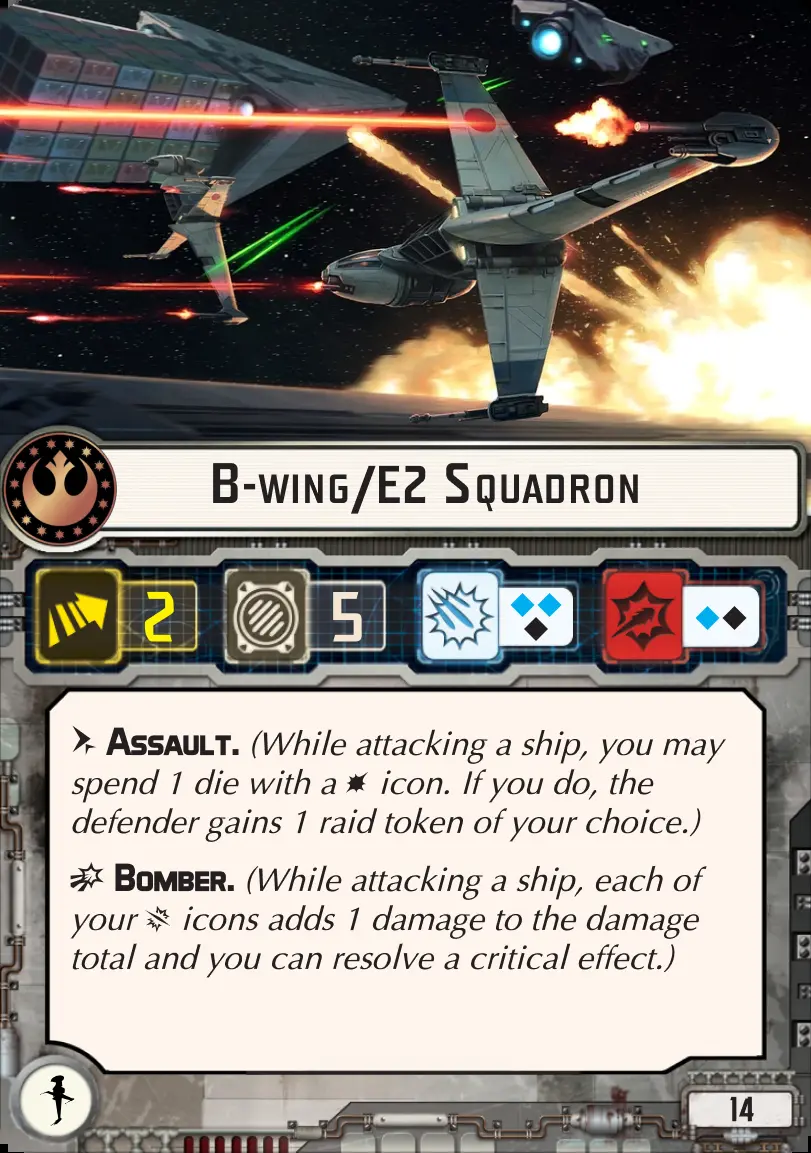 B-WING/E2 SQUADRON
2
5
ASSAULT. (While attacking a ship, you may
spend 1 die with a icon. If you do, the
defender gains 1 raid token of your choice.)
BOMBER. (While attacking a ship, each of
your icons adds 1 damage to the damage
total and you can resolve a critical effect.)
14